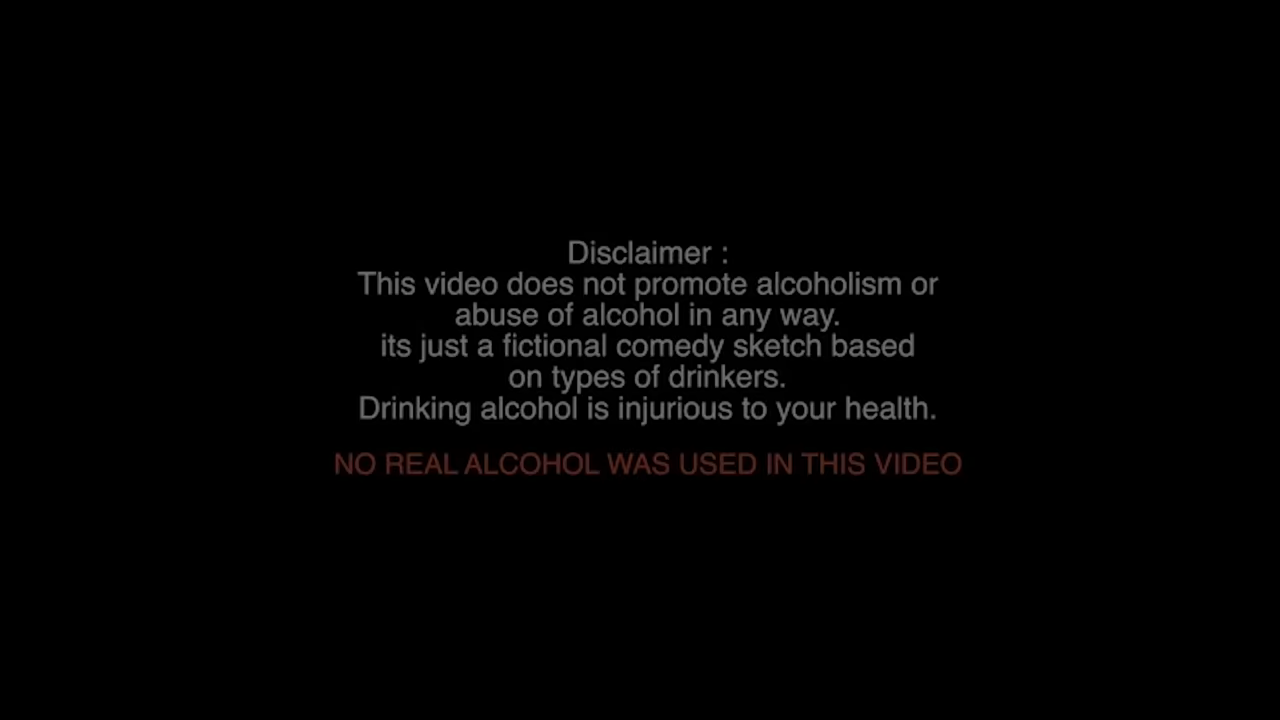 Disclaimer :
This video does not promote alcoholism or
abuse of alcohol in any way.
its just a fictional comedy sketch based
on types of drinkers.
Drinking alcohol is injurious to your health.
NO REAL ALCOHOL WAS USED IN THIS VIDEO